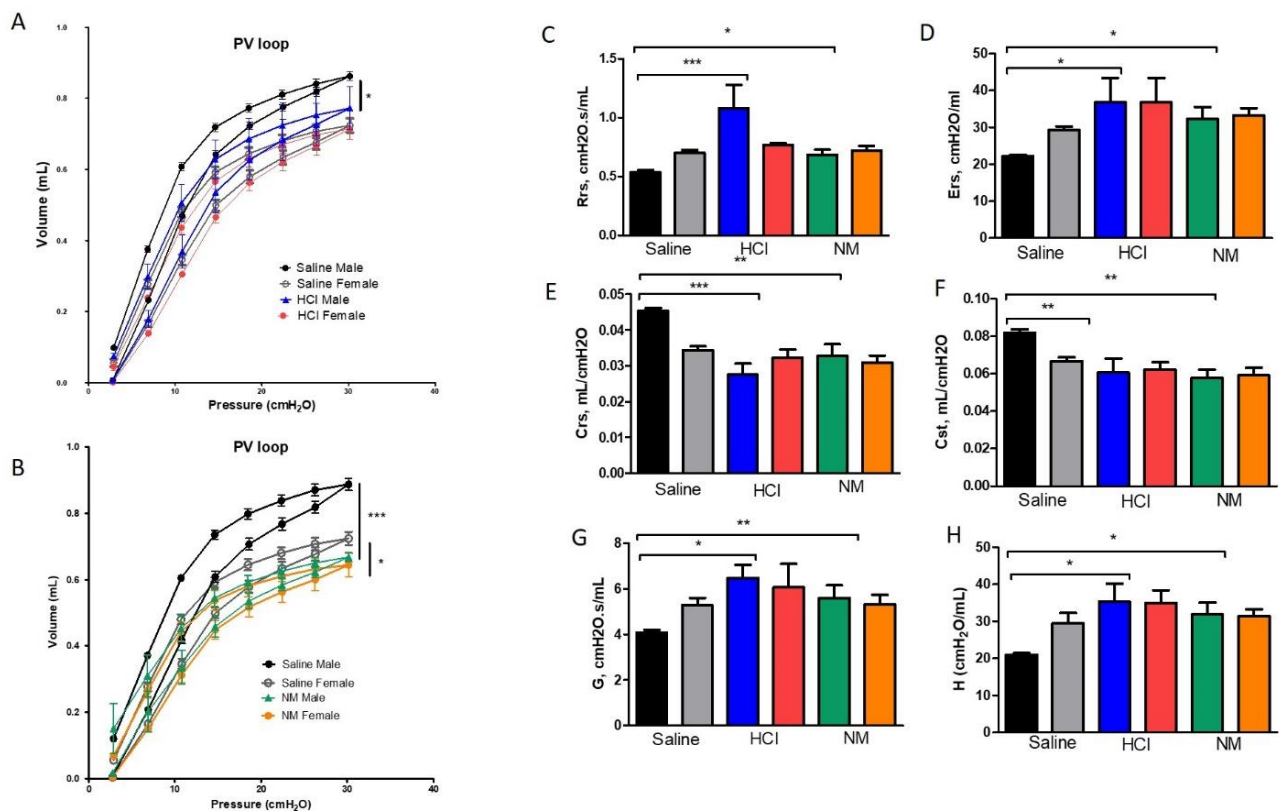 A
PV loop
Volume (mL)
1.0
0.8
0.6
0.4
0.2
0.0
*
Saline Male
Saline Female
HCl Male
HCl Female
0
10
20
30
40
Pressure (cmH2O)
B
PV loop
Volume (mL)
1.0
0.8
0.6
0.4
0.2
0.0
***
*
Saline Male
Saline Female
NM Male
NM Female
0
10
20
30
40
Pressure (cmH2O)
C
Rrs, cmH2O.s/mL
1.5
1.0
0.5
0.0
*
***
Saline HCl NM
D
Ers, cmH2O/ml
50
40
30
20
10
0
*
*
Saline HCl NM
E
Crs, mL/cmH2O
0.05
0.04
0.03
0.02
0.01
0.00
**
***
Saline HCl NM
F
Cst, mL/cmH2O
0.10
0.08
0.06
0.04
0.02
0.00
**
**
Saline HCl NM
G
G, cmH2O.s/mL
8
6
4
2
0
**
*
Saline HCl NM
H
H (cmH2O/mL)
50
40
30
20
10
0
*
*
Saline HCl NM